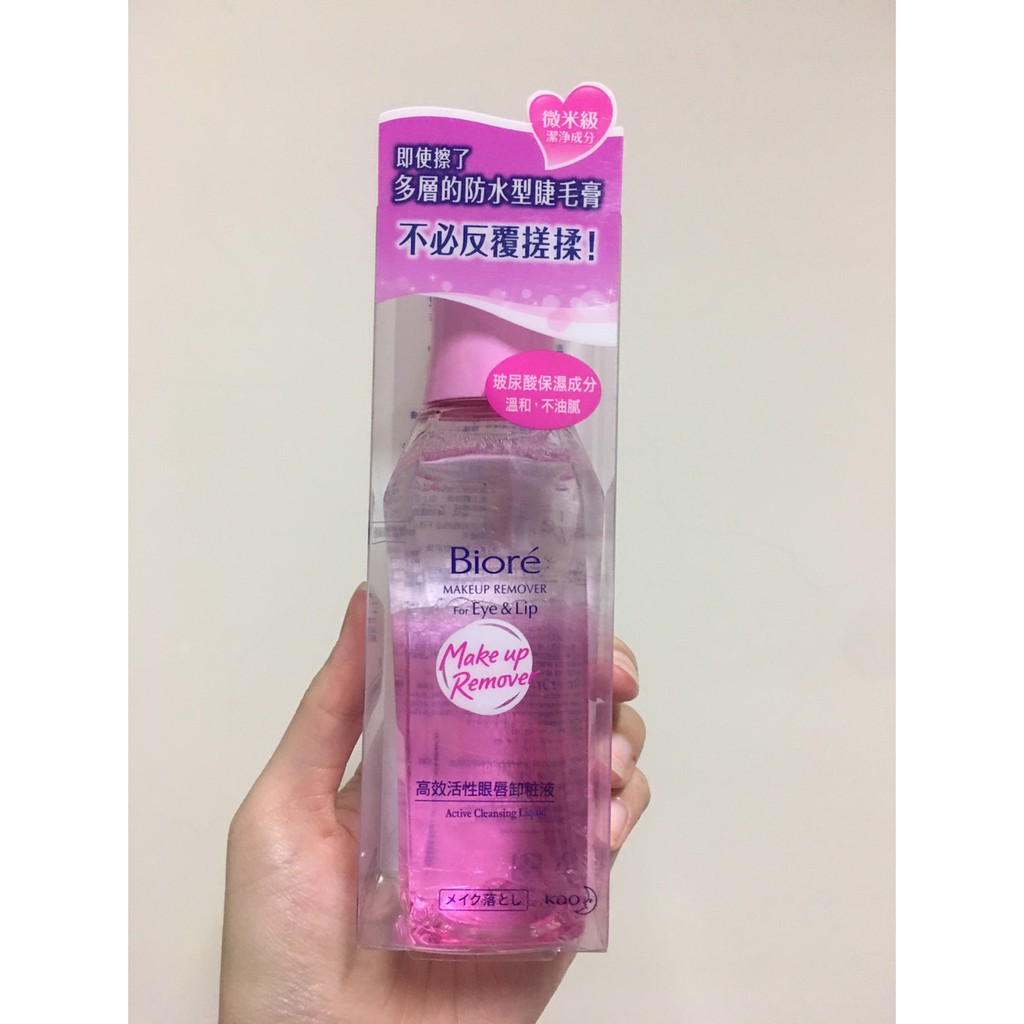 微米級
潔淨成分
即使擦了
多層的防水型睫毛膏
不必反覆搓揉!
玻尿酸保濕成分
溫和，不油膩
Bioré
MAKEUP REMOVER
For Eye & Lip
Make up
Remover
高效活性眼唇卸粧液
Active Cleansing Liquid
メイク落とし
Kao